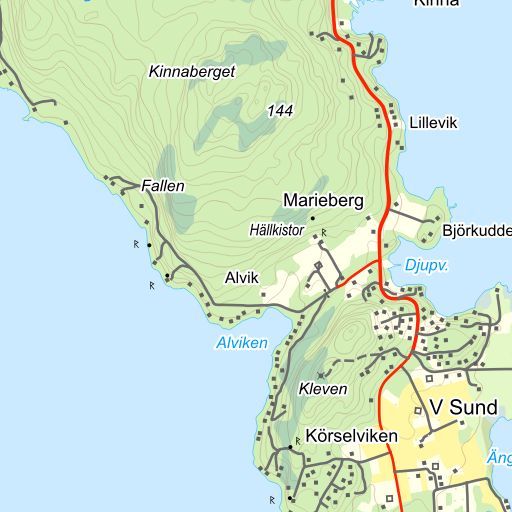 Kinna
Kinnaberget
144
Lillevik
Fallen
Marieberg
Hällkistor
R
Björkudde
R
Djupv.
Alvik
R
Alviken
Kleven
V Sund
Körselviken
R
Äng
R